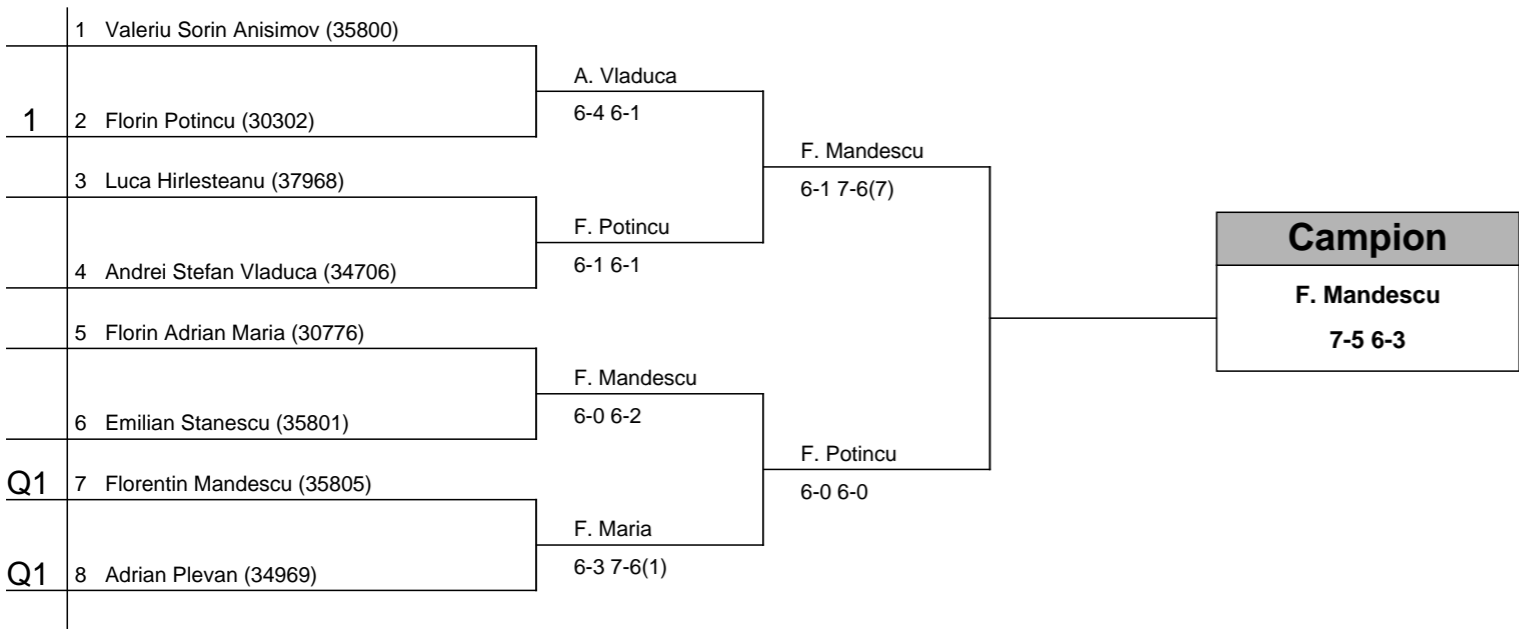 1 Valeriu Sorin Anisimov (35800)
A. Vladuca
1 2 Florin Potincu (30302)
6-4 6-1
F. Mandescu
3 Luca Hirlesteanu (37968)
6-1 7-6(7)
F. Potincu
Campion
4 Andrei Stefan Vladuca (34706)
6-1 6-1
F. Mandescu
5 Florin Adrian Maria (30776)
7-5 6-3
F. Mandescu
6 Emilian Stanescu (35801)
6-0 6-2
F. Potincu
Q1 7 Florentin Mandescu (35805)
6-0 6-0
F. Maria
Q1 8 Adrian Plevan (34969)
6-3 7-6(1)